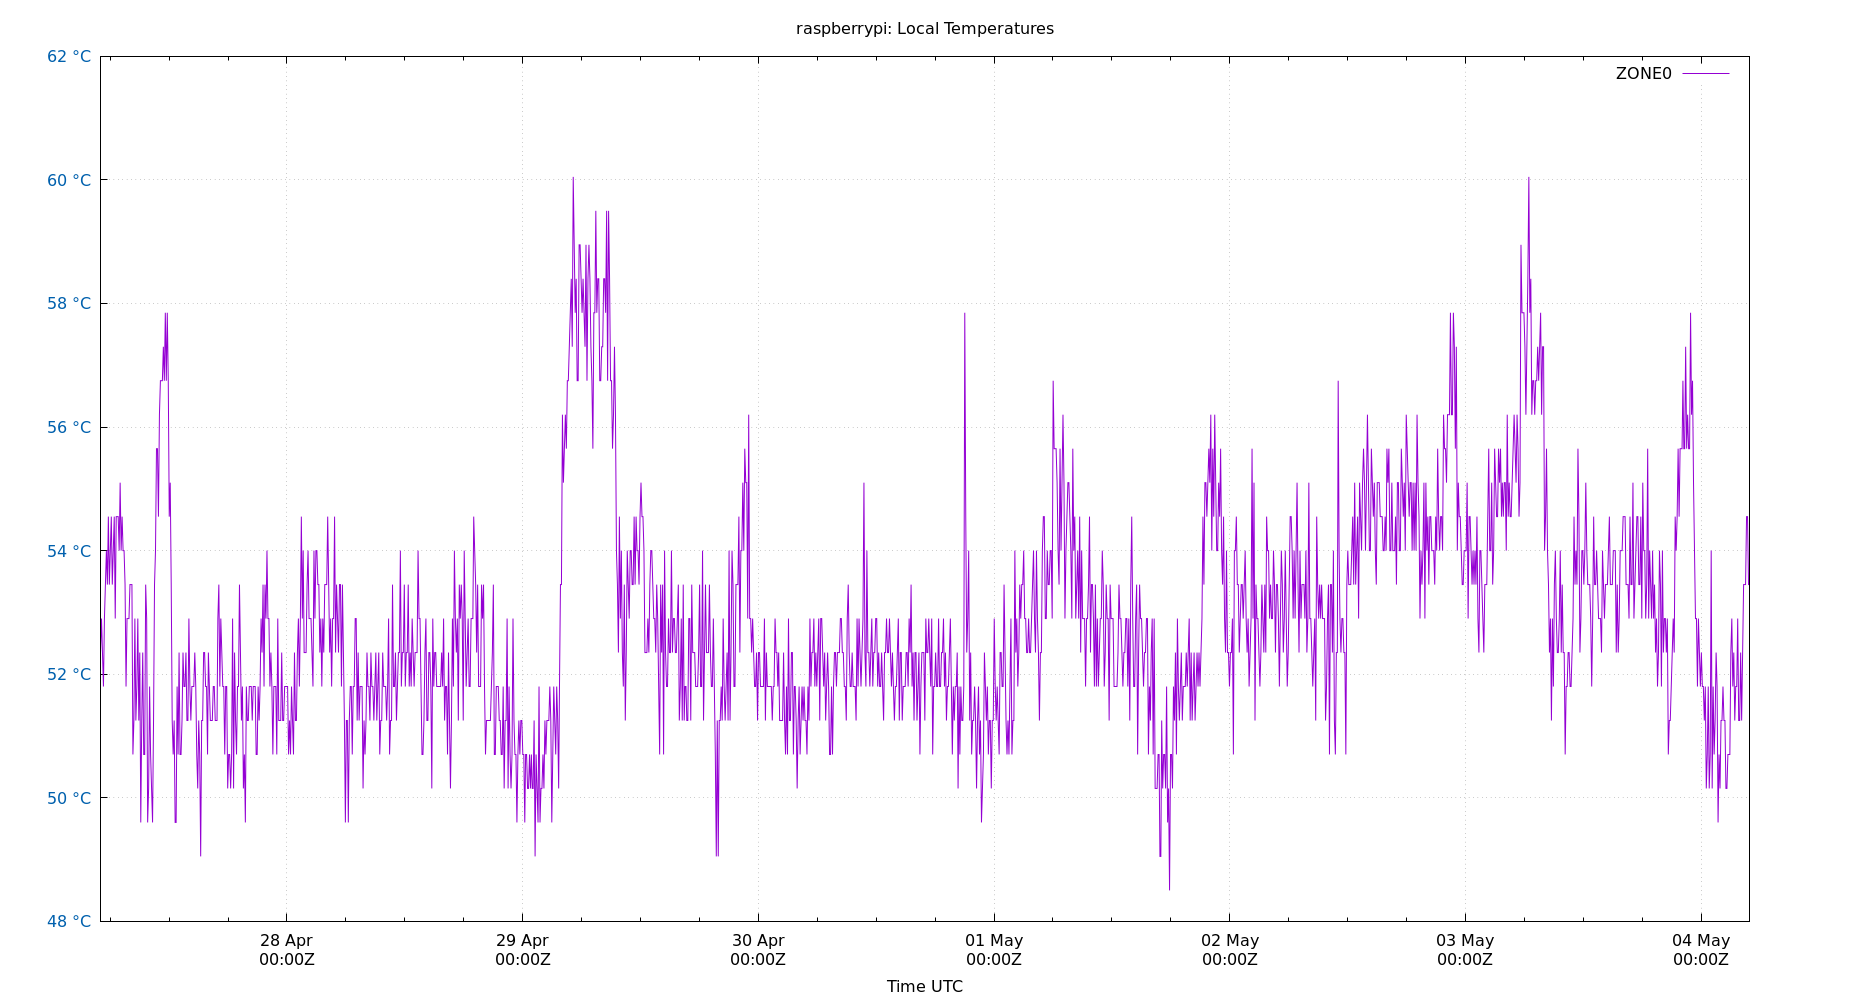 raspberrypi: Local Temperatures
62 °C
ZONE0
60 °C
58 °C
56 °C
54 °C
52 °C
50 °C
48 °C
28 Apr 29 Apr 30 Apr 01 May 02 May 03 May 04 May
00:00Z 00:00Z 00:00Z 00:00Z 00:00Z 00:00Z 00:00Z
Time UTC